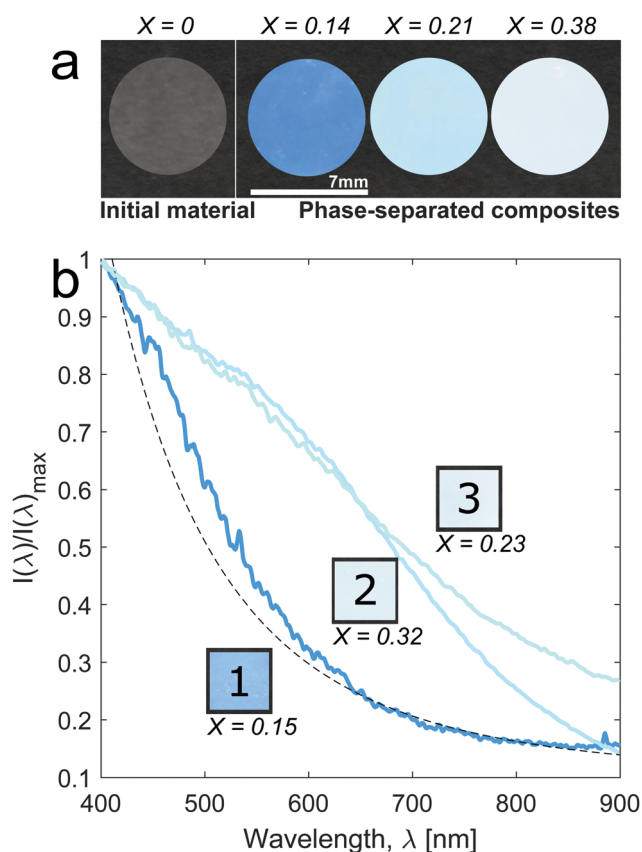 X = 0 X = 0.14 X = 0.21 X = 0.38
a
7mm
Initial material Phase-separated composites
b
1
0.9
0.8
0.7
0.6
0.5
0.4
0.3
0.2
0.1
I(λ)/I(λ)max
3
X = 0.23
2
X = 0.32
1
X = 0.15
400 500 600 700 800 900
Wavelength, λ [nm]